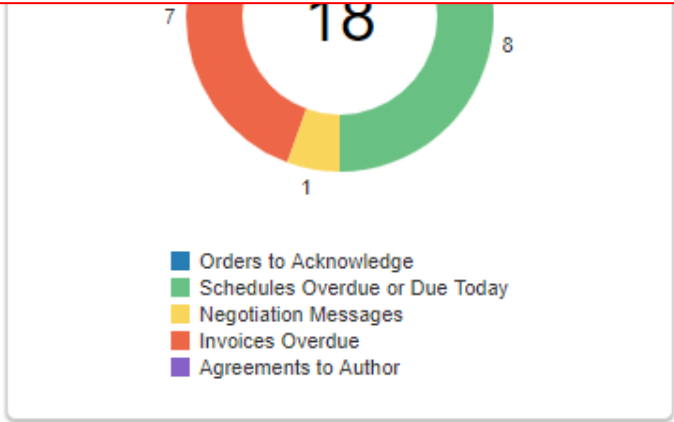 7
18
8
1
Orders to Acknowledge
Schedules Overdue or Due Today
Negotiation Messages
Invoices Overdue
Agreements to Author